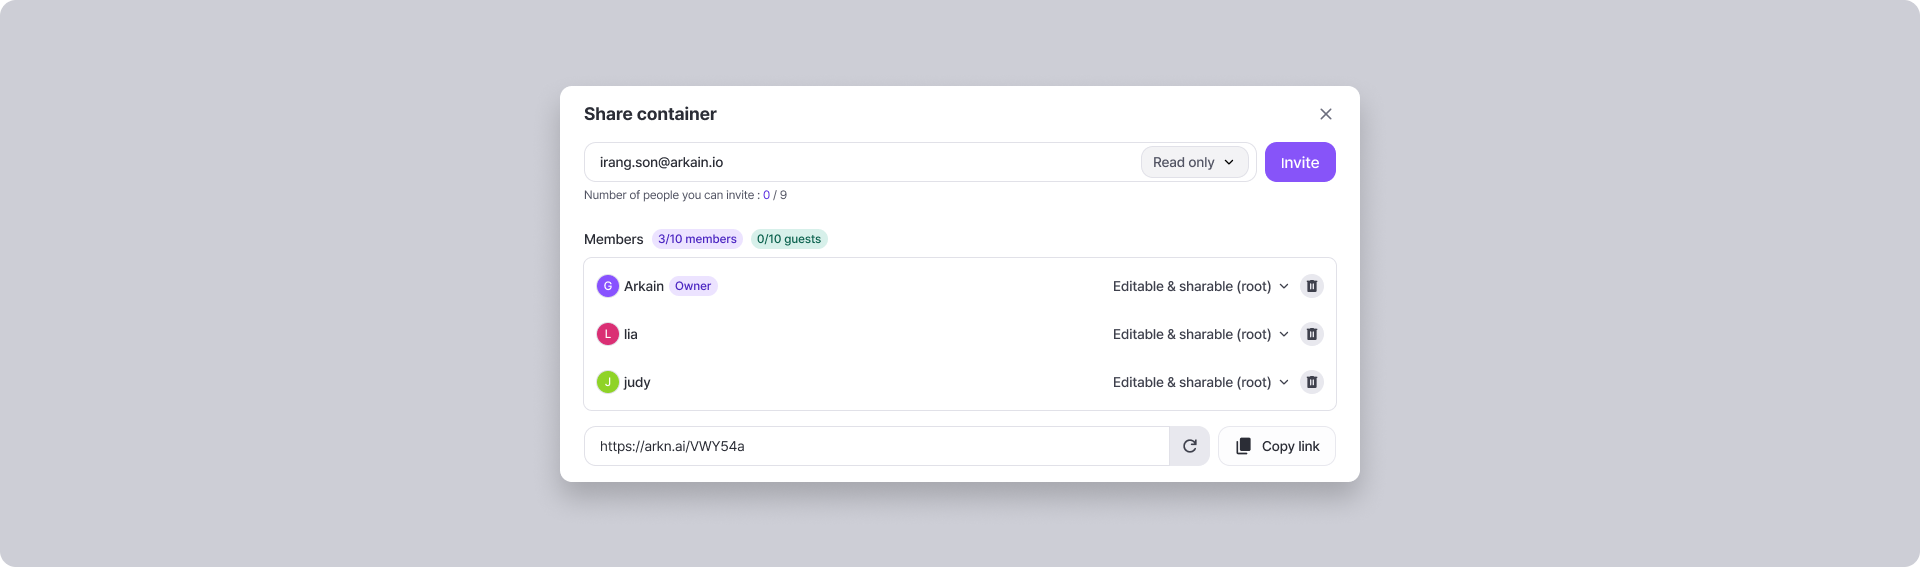 Share container
irang.son@arkain.io Read only Invite
Number of people you can invite : 0 / 9
Members 3/10 members 0/10 guests
G Arkain Owner Editable & sharable (root)
L lia Editable & sharable (root)
J judy Editable & sharable (root)
https://arkn.ai/VWY54a Copy link